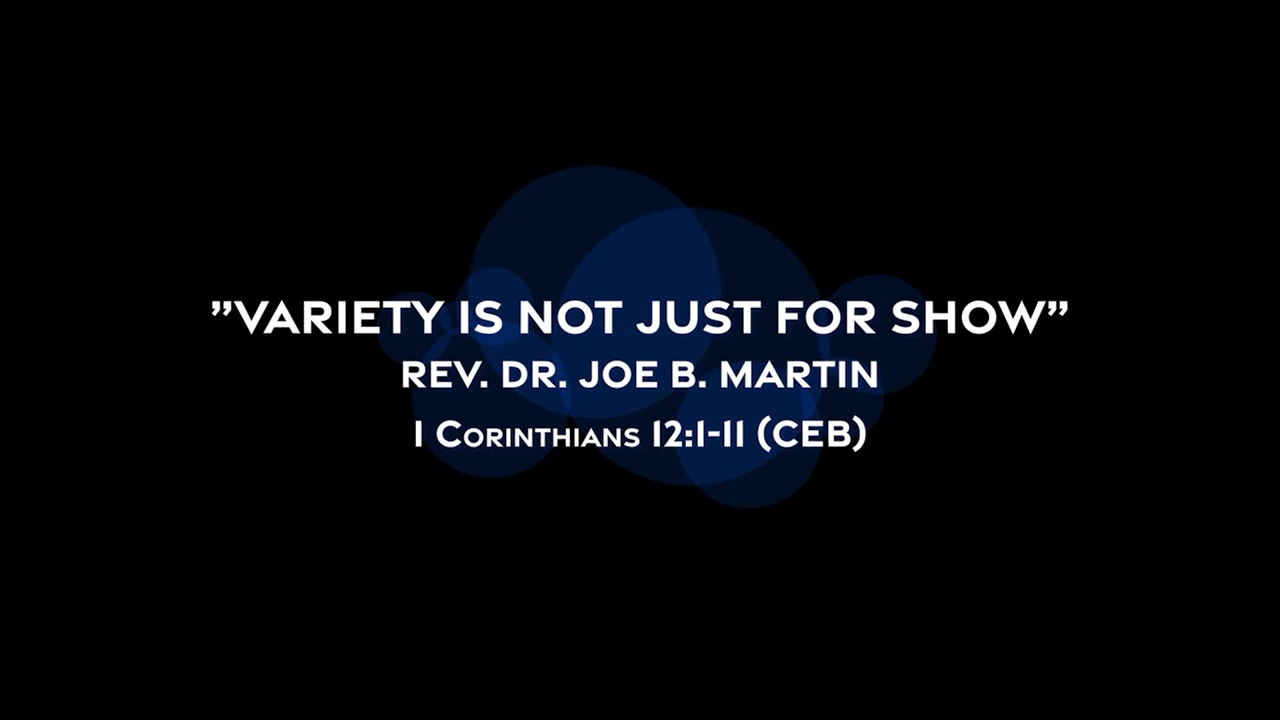 ”VARIETY IS NOT JUST FOR SHOW”
REV. DR. JOE B. MARTIN
I Corinthians 12:1-11 (CEB)